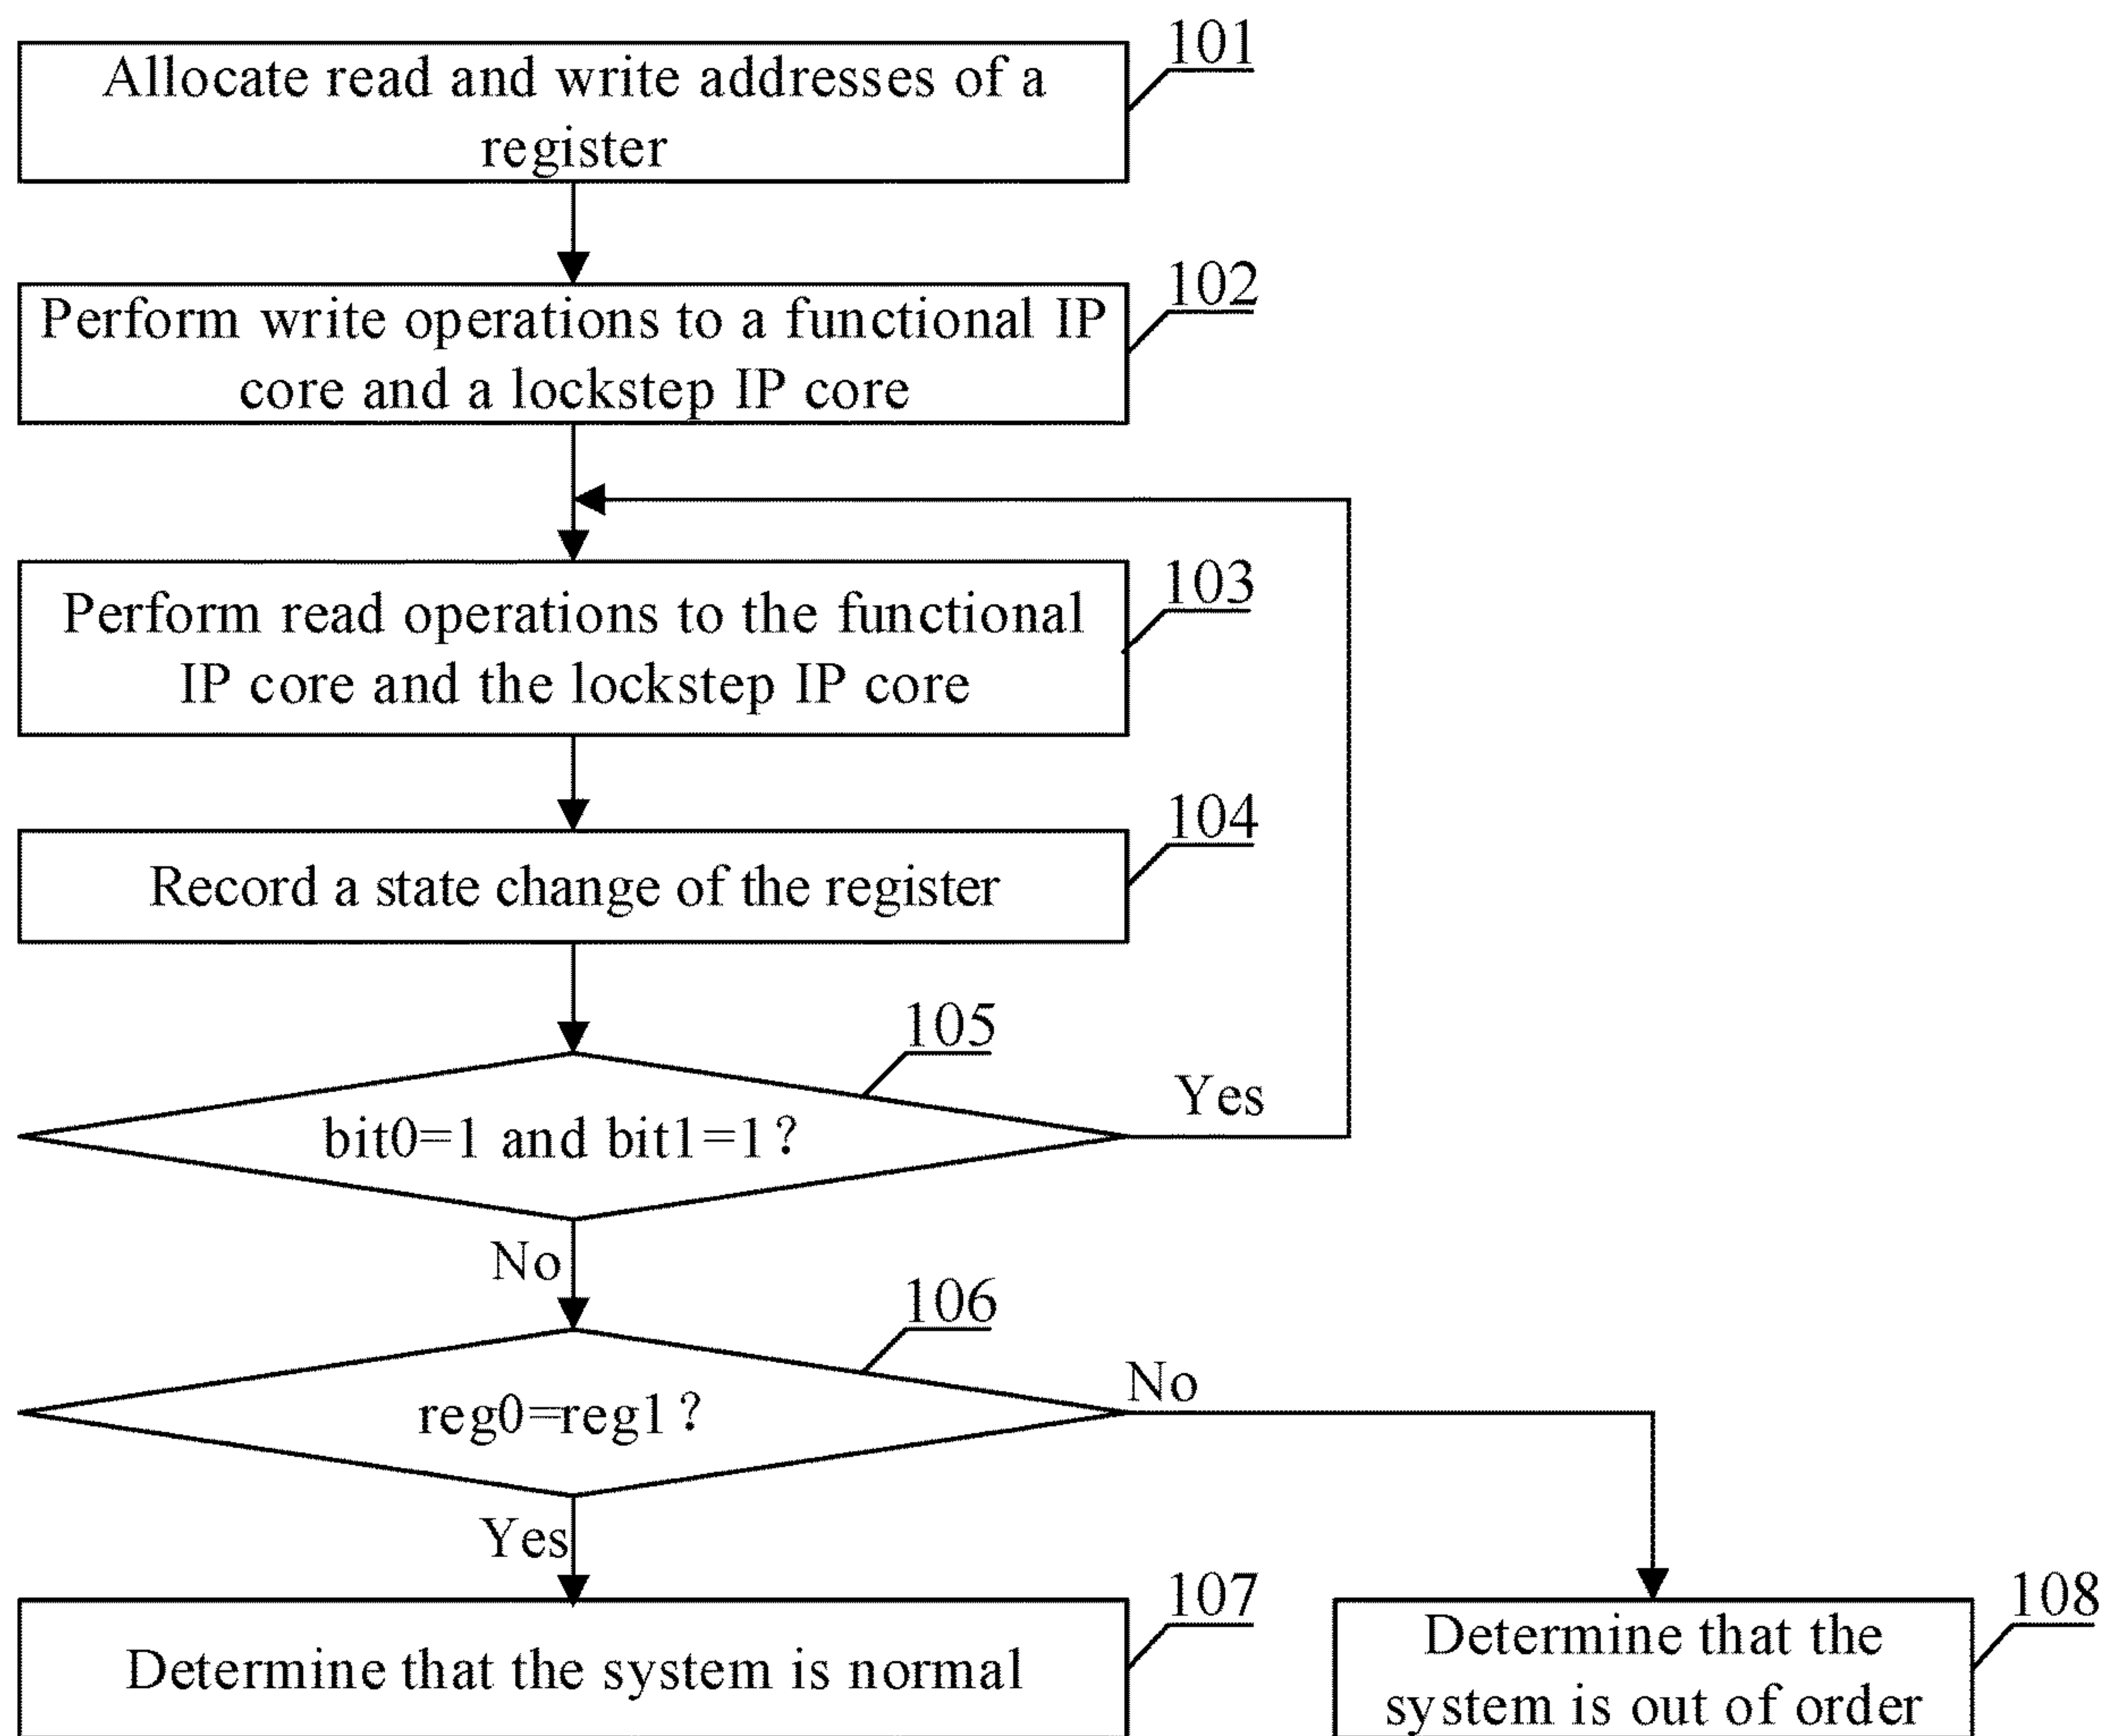 101
Allocate read and write addresses of a
register
102
Perform write operations to a functional IP
core and a lockstep IP core
103
Perform read operations to the functional
IP core and the lockstep IP core
104
Record a state change of the register
105
Yes
bit0=1 and bit1=1?
No
106
No
reg0=reg1?
Yes
107
Determine that the system is normal
108
Determine that the
system is out of order